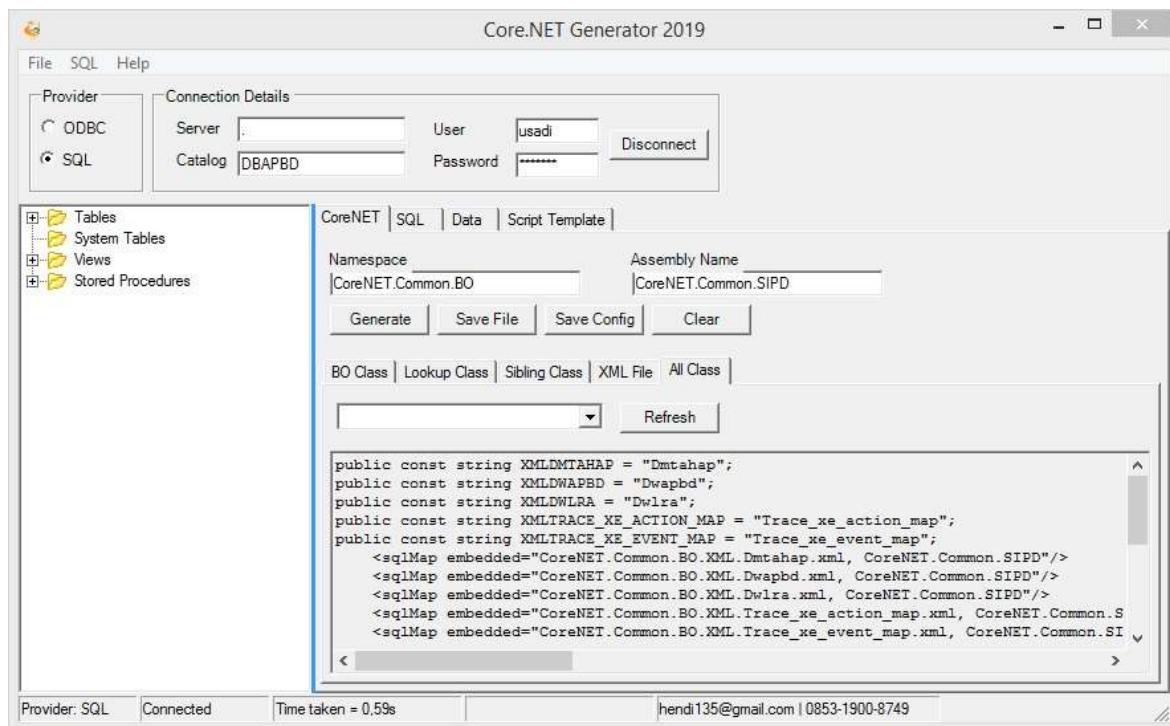 Core.NET Generator 2019
File SQL Help
Provider
ODBC
SQL
Connection Details
Server .
User usadi
Catalog DBAPBD
Password *******
Disconnect
Tables
System Tables
Views
Stored Procedures
CoreNET SQL Data Script Template
Namespace
CoreNET.Common.BO
Assembly Name
CoreNET.Common.SIPD
Generate Save File Save Config Clear
BO Class Lookup Class Sibling Class XML File All Class
Refresh
public const string XMLDMTAHAP = "Dmtahap";
public const string XMLDWAPBD = "Dwapbd";
public const string XMLDWLRA = "Dwlra";
public const string XMLTRACE_XE_ACTION_MAP = "Trace_xe_action_map";
public const string XMLTRACE_XE_EVENT_MAP = "Trace_xe_event_map";
<sqlMap embedded="CoreNET.Common.BO.XML.Dmtahap.xml, CoreNET.Common.SIPD"/>
<sqlMap embedded="CoreNET.Common.BO.XML.Dwapbd.xml, CoreNET.Common.SIPD"/>
<sqlMap embedded="CoreNET.Common.BO.XML.Dwlra.xml, CoreNET.Common.SIPD"/>
<sqlMap embedded="CoreNET.Common.BO.XML.Trace_xe_action_map.xml, CoreNET.Common.S
<sqlMap embedded="CoreNET.Common.BO.XML.Trace_xe_event_map.xml, CoreNET.Common.SI
Provider: SQL Connected Time taken = 0,59s hendi135@gmail.com | 0853-1900-8749